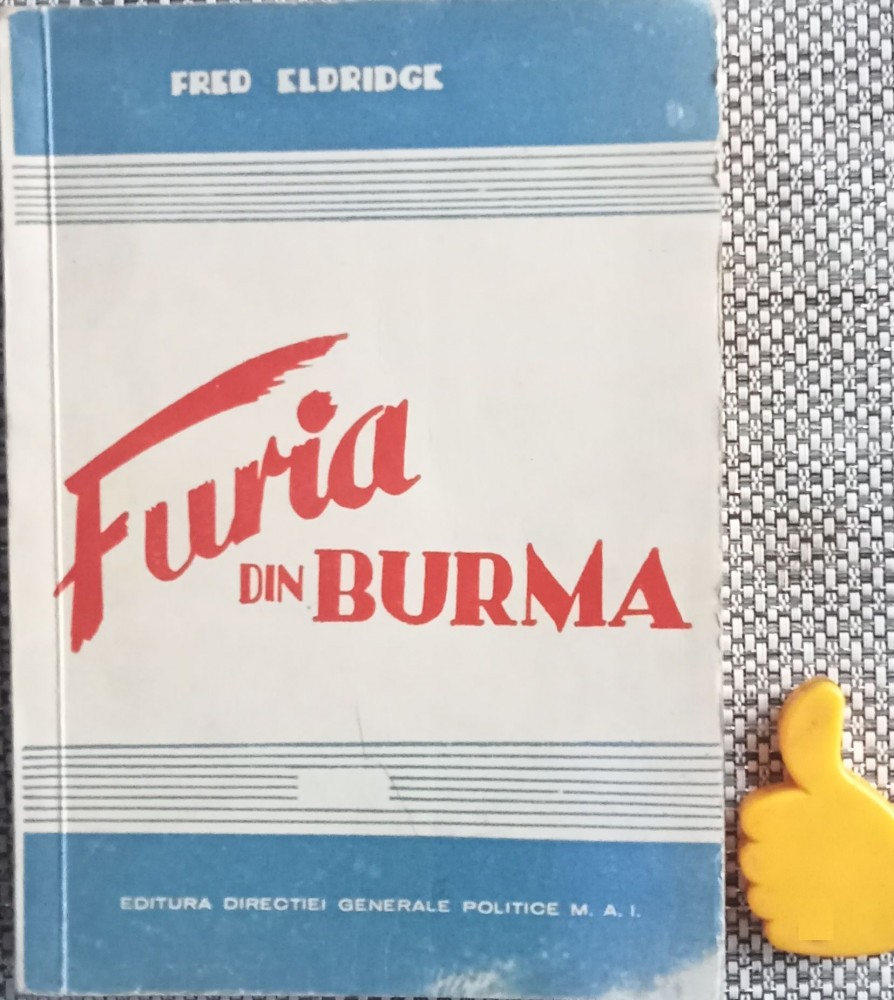 FRED ELDRIDGE
Furia
DIN BURMA
EDITURA DIRECTIEI GENERALE POLITICE M. A. I.